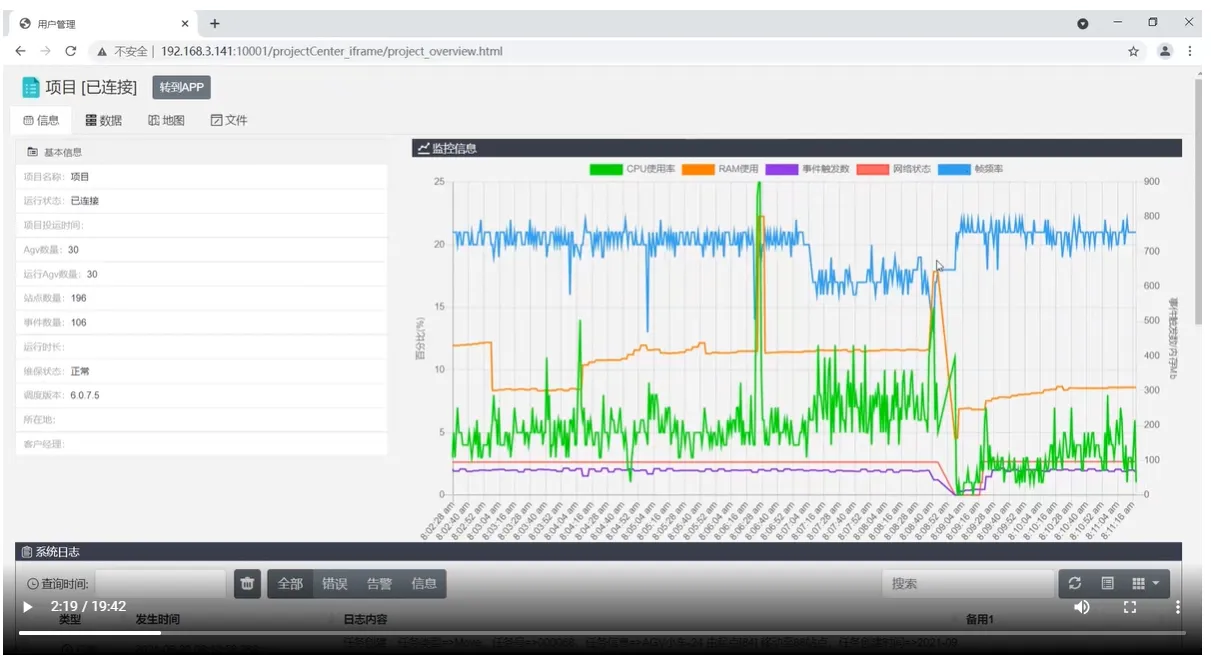 用户管理
不安全 | 192.168.3.141:10001/projectCenter_iframe/project_overview.html
项目 [已连接] 转到APP
信息 数据 地图 文件
基本信息
项目名称: 项目
运行状态: 已连接
项目投运时间:
Agv数量: 30
运行Agv数量: 30
站点数量: 196
事件数量: 106
运行时长:
维保状态: 正常
调度版本: 6.0.7.5
所在地:
客户经理:
监控信息
CPU使用率 RAM使用 事件触发数 网络状态 帧频率
百分比(%)
25
20
15
10
5
0
900
800
700
600
500
400
300
200
100
0
事件触发数/内存Mb
8:02:28 am 8:02:40 am 8:02:52 am 8:03:04 am 8:03:16 am 8:03:28 am 8:03:40 am 8:03:52 am 8:04:04 am 8:04:16 am 8:04:28 am 8:04:40 am 8:04:52 am 8:05:04 am 8:05:16 am 8:05:28 am 8:05:40 am 8:05:52 am 8:06:04 am 8:06:16 am 8:06:28 am 8:06:40 am 8:06:52 am 8:07:04 am 8:07:16 am 8:07:28 am 8:07:40 am 8:07:52 am 8:08:04 am 8:08:16 am 8:08:28 am 8:08:40 am 8:08:52 am 8:09:04 am 8:09:16 am 8:09:28 am 8:09:40 am 8:09:52 am 8:10:04 am 8:10:16 am 8:10:28 am 8:10:40 am 8:10:52 am 8:11:04 am 8:11:16 am
系统日志
查询时间: 全部 错误 告警 信息 搜索
2:19 / 19:42
类型 发生时间 日志内容 备用1